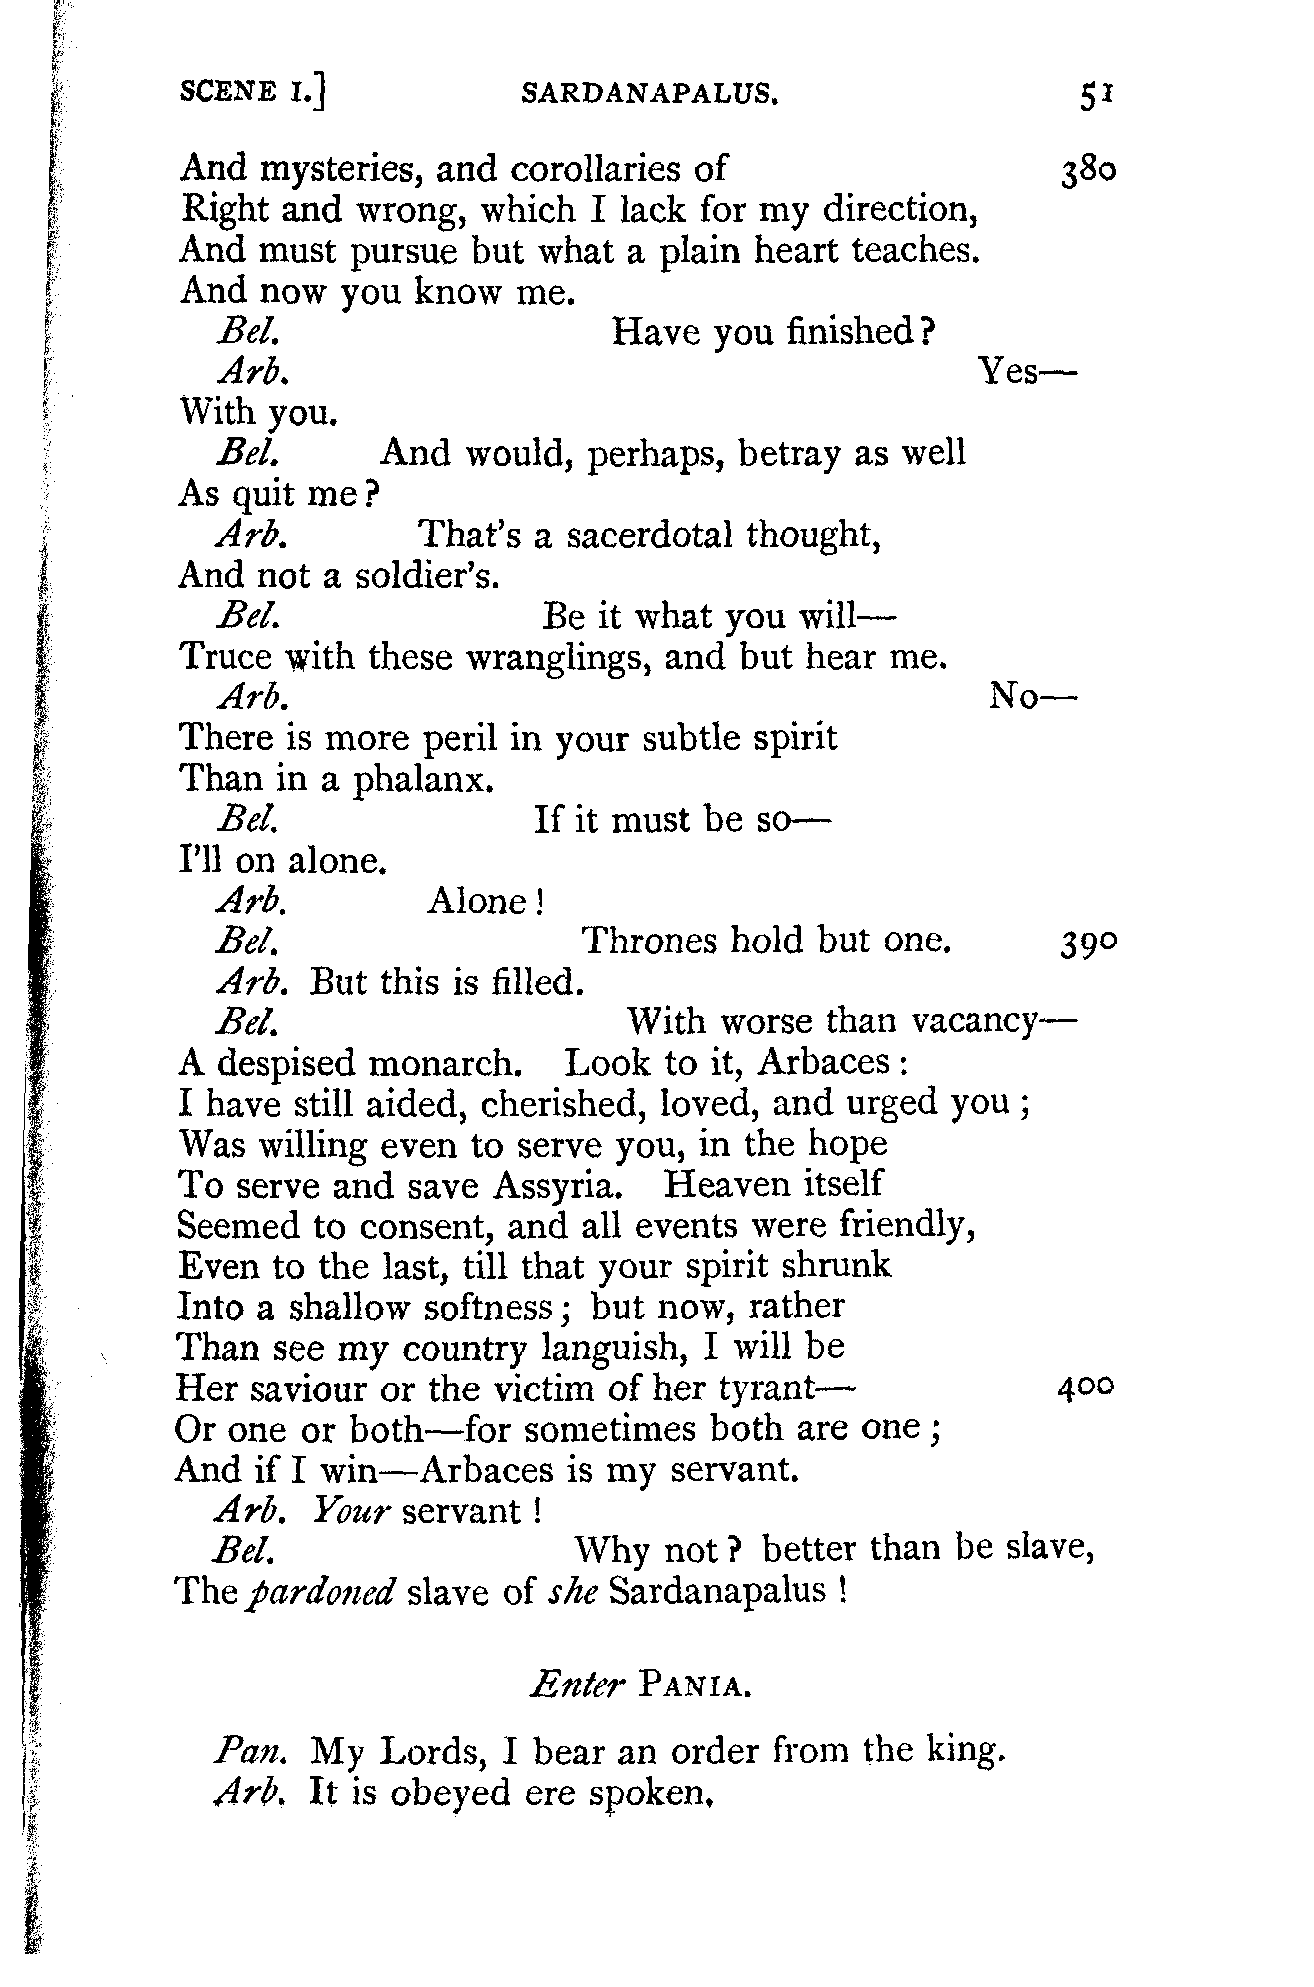 SCENE I.] SARDANAPALUS. 51
And mysteries, and corollaries of 380
Right and wrong, which I lack for my direction,
And must pursue but what a plain heart teaches.
And now you know me.
Bel. Have you finished?
Arb. Yes—
With you.
Bel. And would, perhaps, betray as well
As quit me?
Arb. That's a sacerdotal thought,
And not a soldier's.
Bel. Be it what you will—
Truce with these wranglings, and but hear me.
Arb. No—
There is more peril in your subtle spirit
Than in a phalanx.
Bel. If it must be so—
I'll on alone.
Arb. Alone!
Bel. Thrones hold but one. 390
Arb. But this is filled.
Bel. With worse than vacancy—
A despised monarch. Look to it, Arbaces:
I have still aided, cherished, loved, and urged you;
Was willing even to serve you, in the hope
To serve and save Assyria. Heaven itself
Seemed to consent, and all events were friendly,
Even to the last, till that your spirit shrunk
Into a shallow softness; but now, rather
Than see my country languish, I will be
Her saviour or the victim of her tyrant— 400
Or one or both—for sometimes both are one;
And if I win—Arbaces is my servant.
Arb. Your servant!
Bel. Why not? better than be slave,
The pardoned slave of she Sardanapalus!
Enter PANIA.
Pan. My Lords, I bear an order from the king.
Arb. It is obeyed ere spoken.